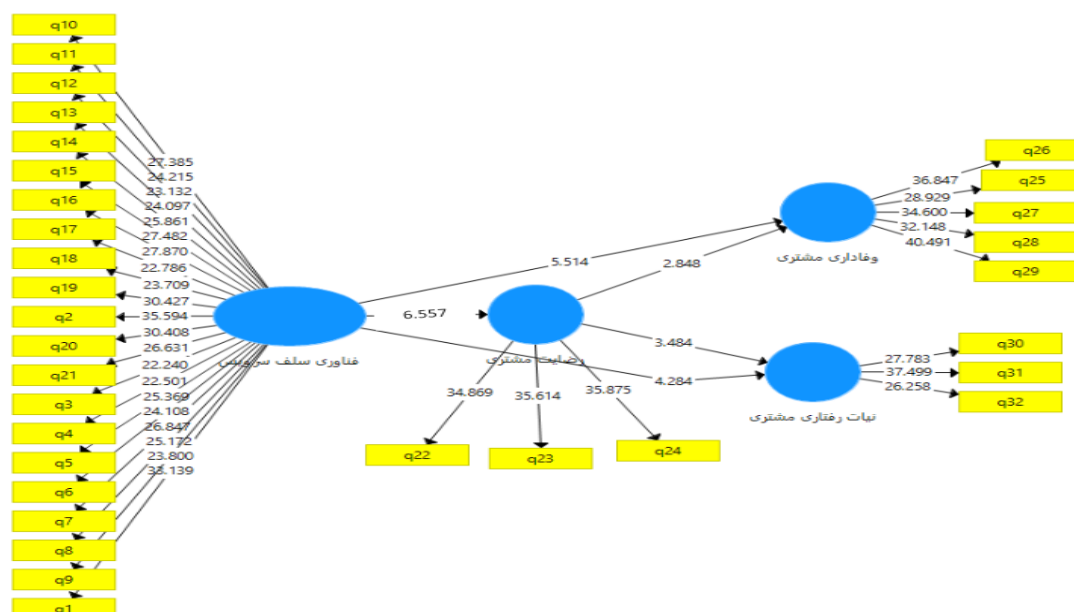 q10
q11
q12
q13
q14
q15
q16
q17
q18
q19
q2
q20
q21
q3
q4
q5
q6
q7
q8
q9
q1
27.385
24.215
23.132
24.097
25.861
27.482
27.870
22.786
23.709
30.427
35.594
30.408
26.631
22.240
22.501
25.369
24.108
26.847
25.172
23.800
33.139
فناوری سلف سرویس
5.514
6.557
4.284
رضایت مشتری
2.848
3.484
34.869
35.614
35.875
q22
q23
q24
وفاداری مشتری
36.847
28.929
34.600
32.148
40.491
q26
q25
q27
q28
q29
نیات رفتاری مشتری
27.783
37.499
26.258
q30
q31
q32